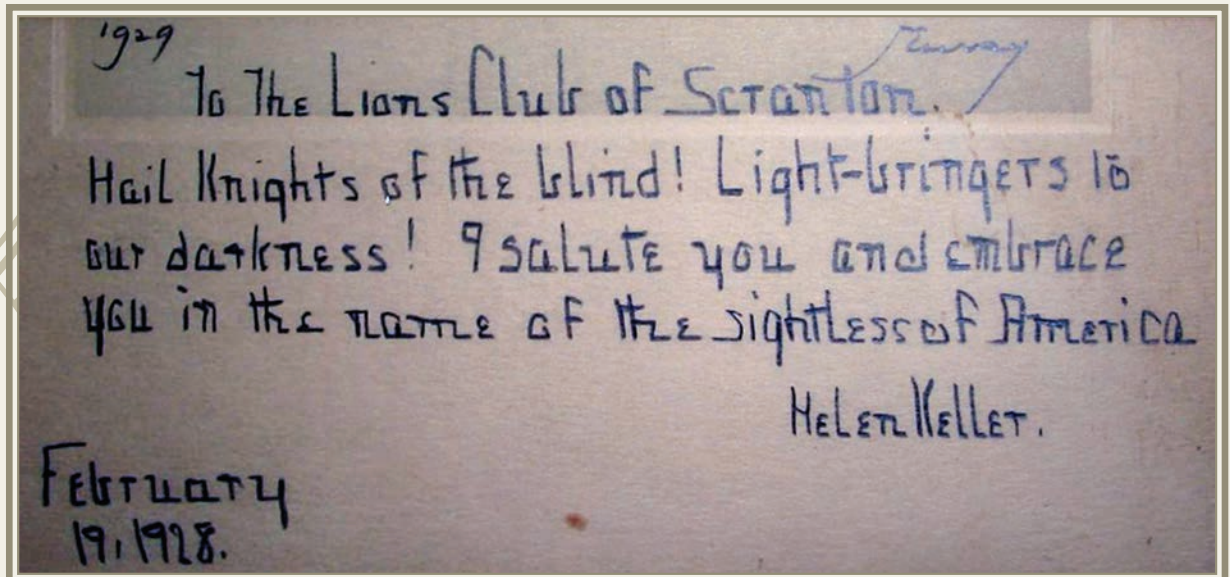 1929
To The Lions Club of Scranton.
Hail Knights of the blind! Light-bringers to
our darkness! I salute you and embrace
you in the name of the sightless of America
Helen Keller.
February
19, 1928.